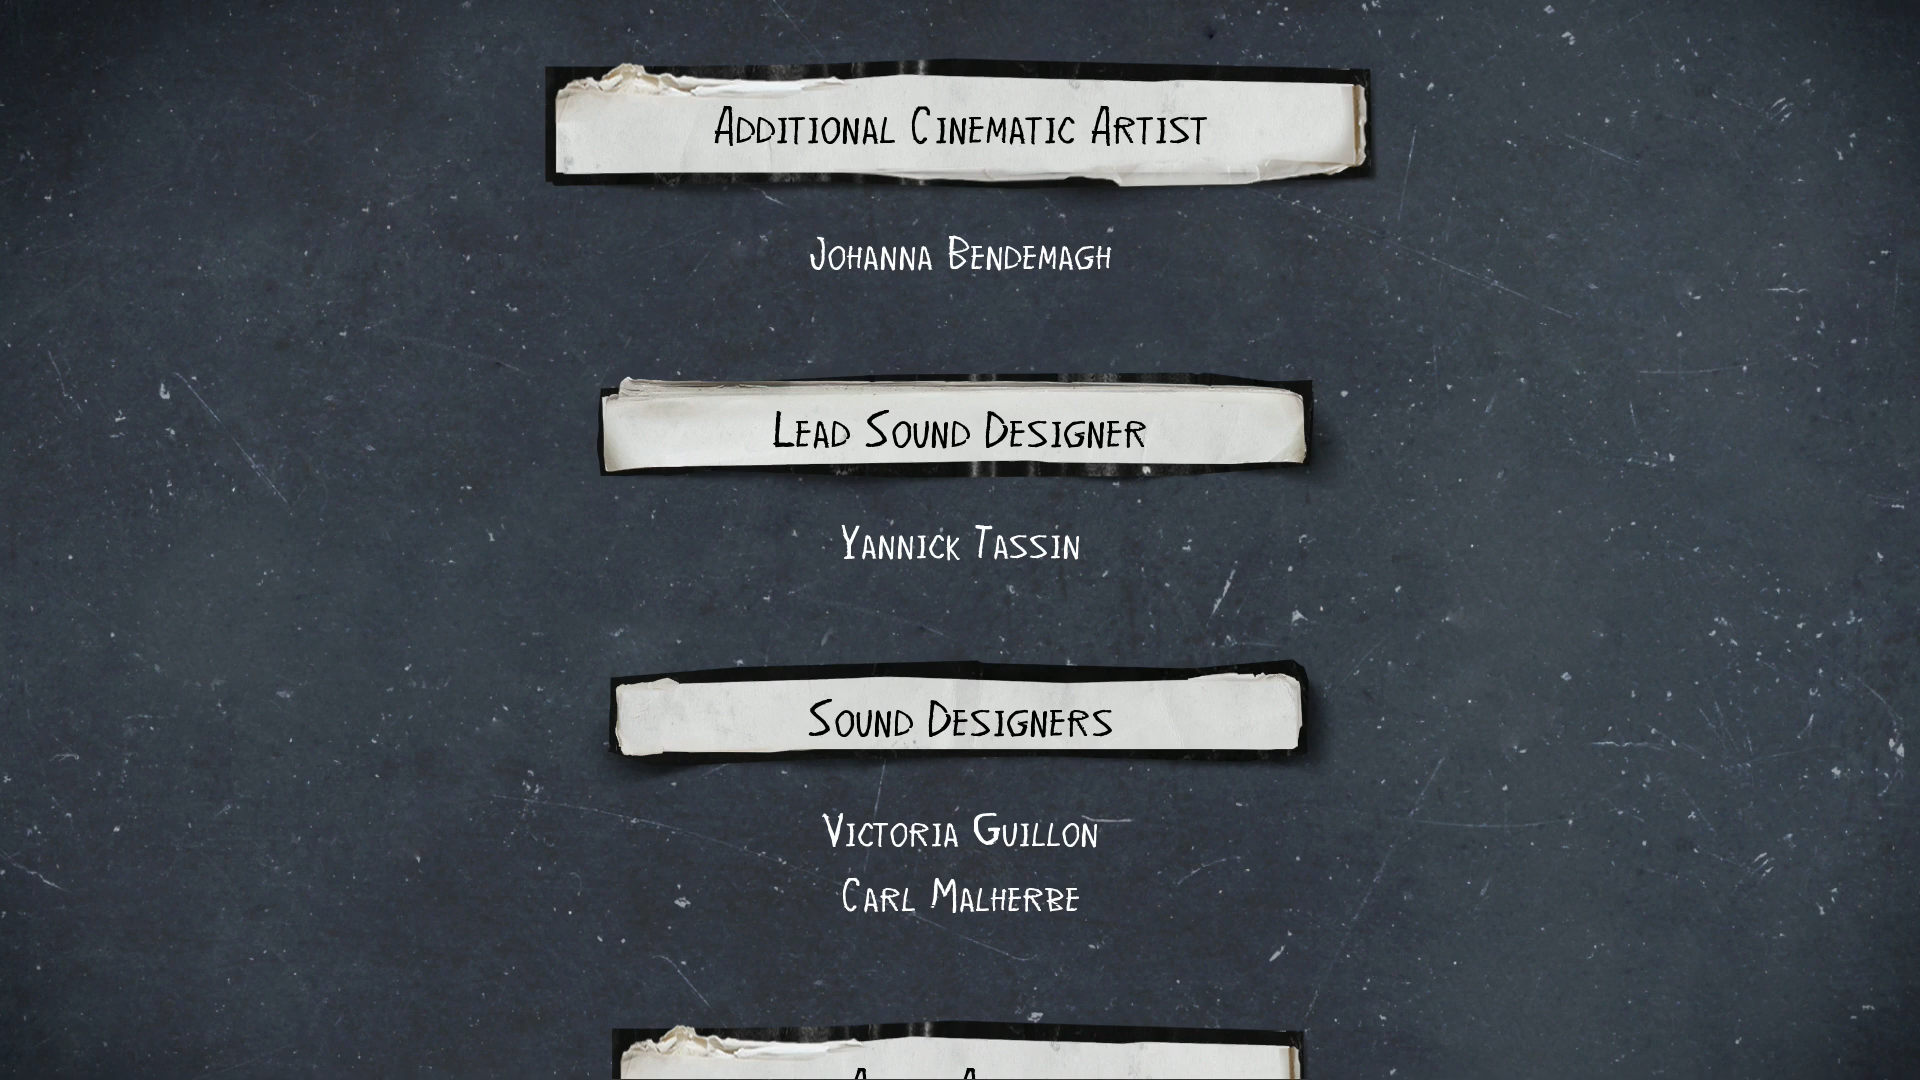 Additional Cinematic Artist
Johanna Bendemagh
Lead Sound Designer
Yannick Tassin
Sound Designers
Victoria Guillon
Carl Malherbe